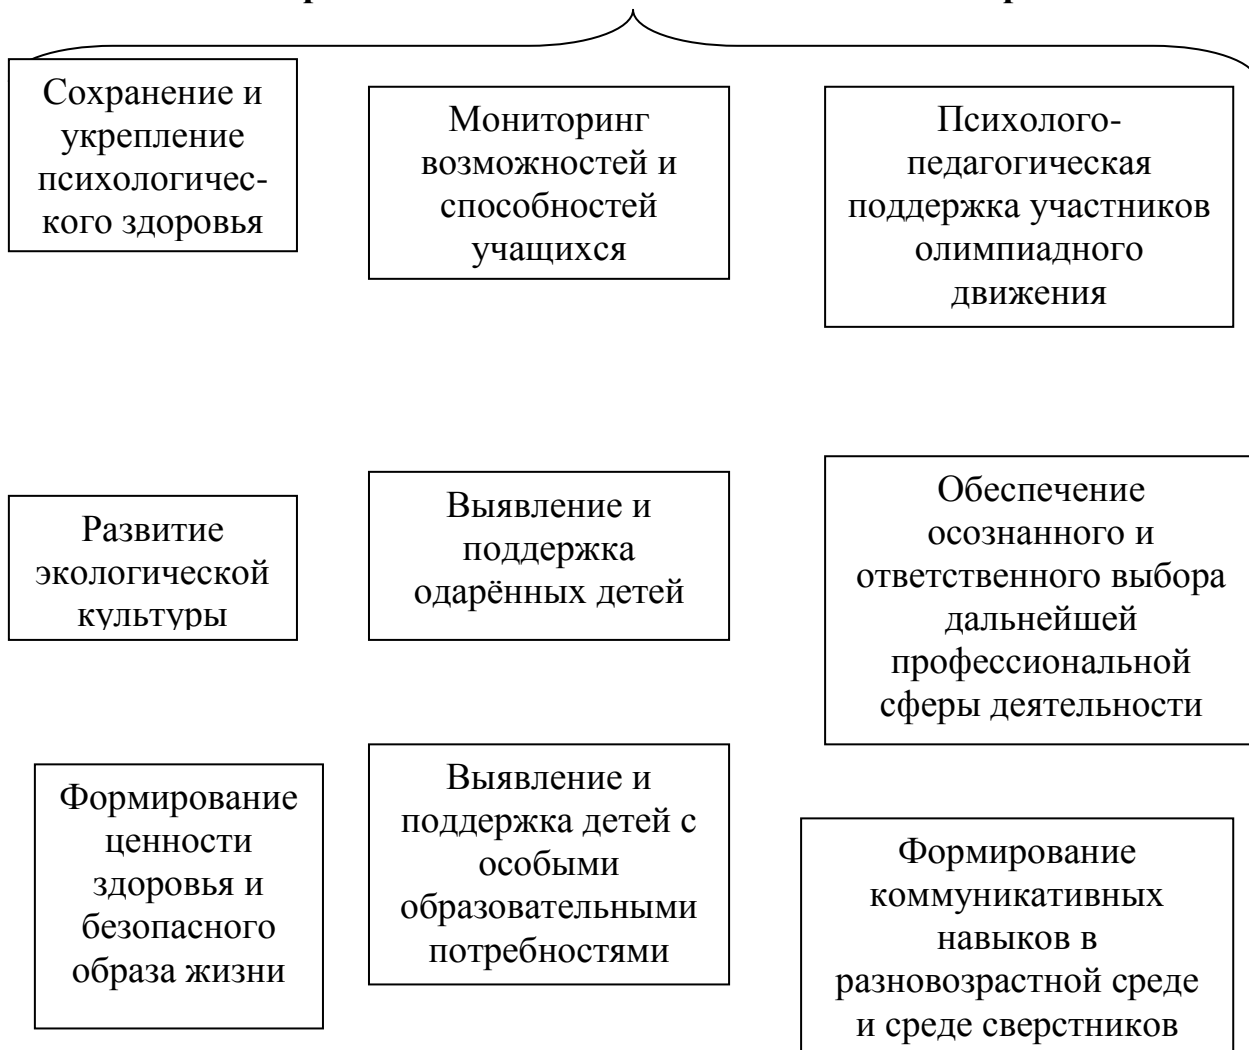 Сохранение и
укрепление
психологичес-
кого здоровья
Мониторинг
возможностей и
способностей
учащихся
Психолого-
педагогическая
поддержка участников
олимпиадного
движения
Развитие
экологической
культуры
Выявление и
поддержка
одарённых детей
Обеспечение
осознанного и
ответственного выбора
дальнейшей
профессиональной
сферы деятельности
Формирование
ценности
здоровья и
безопасного
образа жизни
Выявление и
поддержка детей с
особыми
образовательными
потребностями
Формирование
коммуникативных
навыков в
разновозрастной среде
и среде сверстников